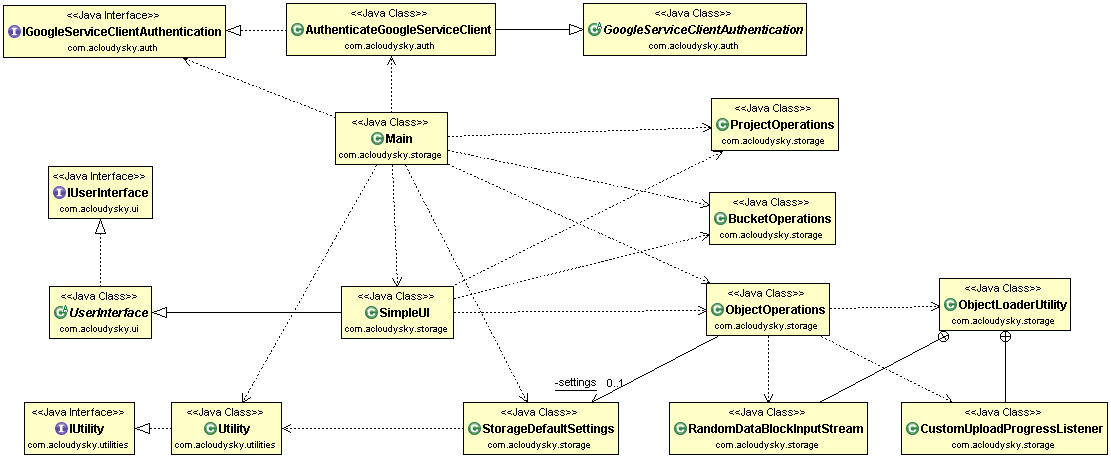 <<Java Interface>>
IGoogleServiceClientAuthentication
com.acloudysky.auth
<<Java Class>>
AuthenticateGoogleServiceClient
com.acloudysky.auth
<<Java Class>>
GoogleServiceClientAuthentication
com.acloudysky.auth
<<Java Class>>
Main
com.acloudysky.storage
<<Java Class>>
ProjectOperations
com.acloudysky.storage
<<Java Interface>>
IUserInterface
com.acloudysky.ui
<<Java Class>>
BucketOperations
com.acloudysky.storage
<<Java Class>>
UserInterface
com.acloudysky.ui
<<Java Class>>
SimpleUI
com.acloudysky.storage
<<Java Class>>
ObjectOperations
com.acloudysky.storage
<<Java Class>>
ObjectLoaderUtility
com.acloudysky.storage
-settings 0..1
<<Java Interface>>
IUtility
com.acloudysky.utilities
<<Java Class>>
Utility
com.acloudysky.utilities
<<Java Class>>
StorageDefaultSettings
com.acloudysky.storage
<<Java Class>>
RandomDataBlockInputStream
com.acloudysky.storage
<<Java Class>>
CustomUploadProgressListener
com.acloudysky.storage